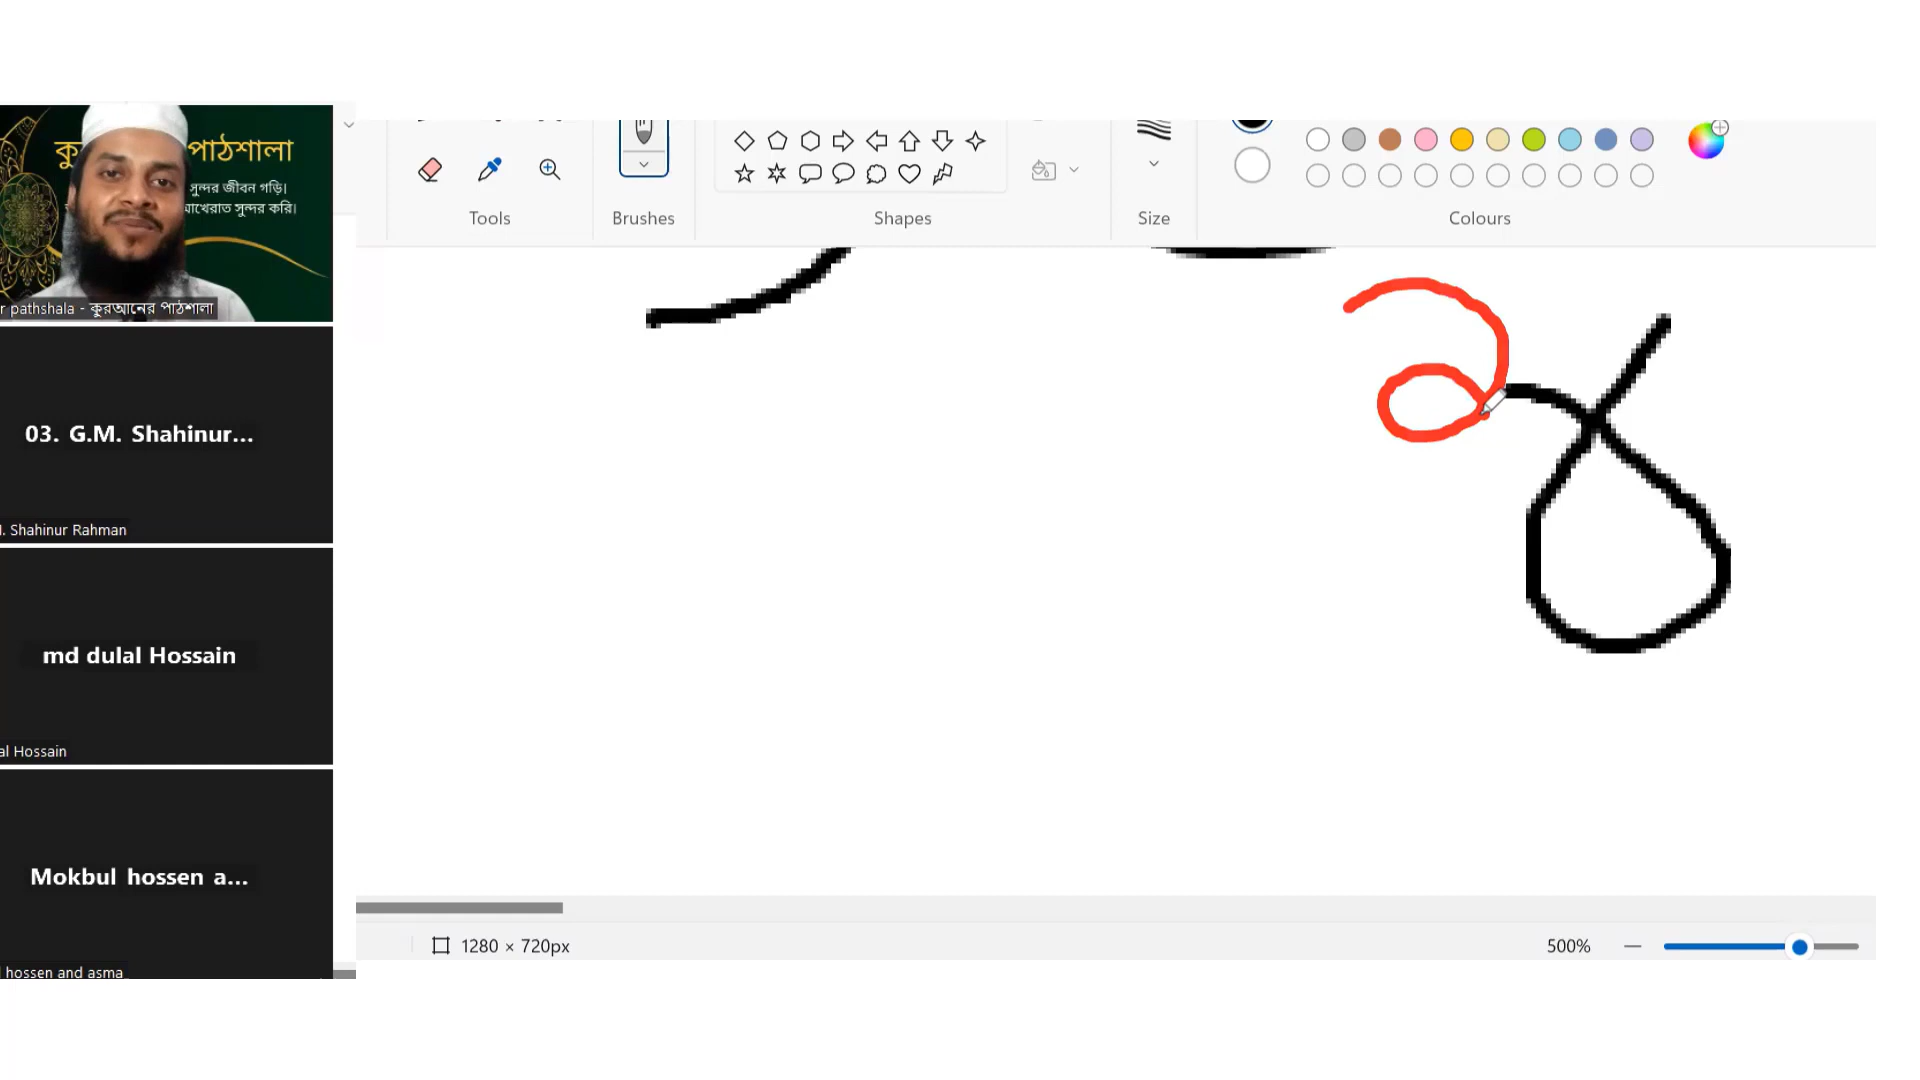 কু পাঠশালা
সুন্দর জীবন গড়ি।
আখেরাত সুন্দর করি।
r pathshala - কুরআনের পাঠশালা
03. G.M. Shahinur...
. Shahinur Rahman
md dulal Hossain
al Hossain
Mokbul hossen a...
hossen and asma
Tools
Brushes
Shapes
Size
Colours
1280 × 720px
500%